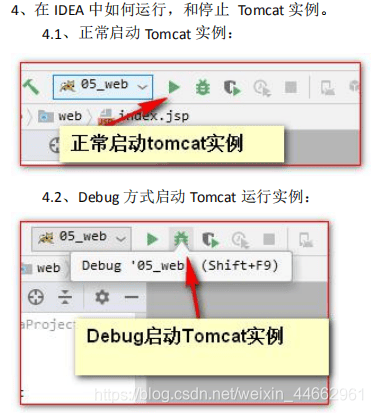 4、在 IDEA 中如何运行，和停止 Tomcat 实例。
4.1、正常启动 Tomcat 实例：
05_web
web
index.jsp
正常启动tomcat实例
4.2、Debug 方式启动 Tomcat 运行实例：
05_web
web
Debug '05_web' (Shift+F9)
aProject
Debug启动Tomcat实例
https://blog.csdn.net/weixin_44662961